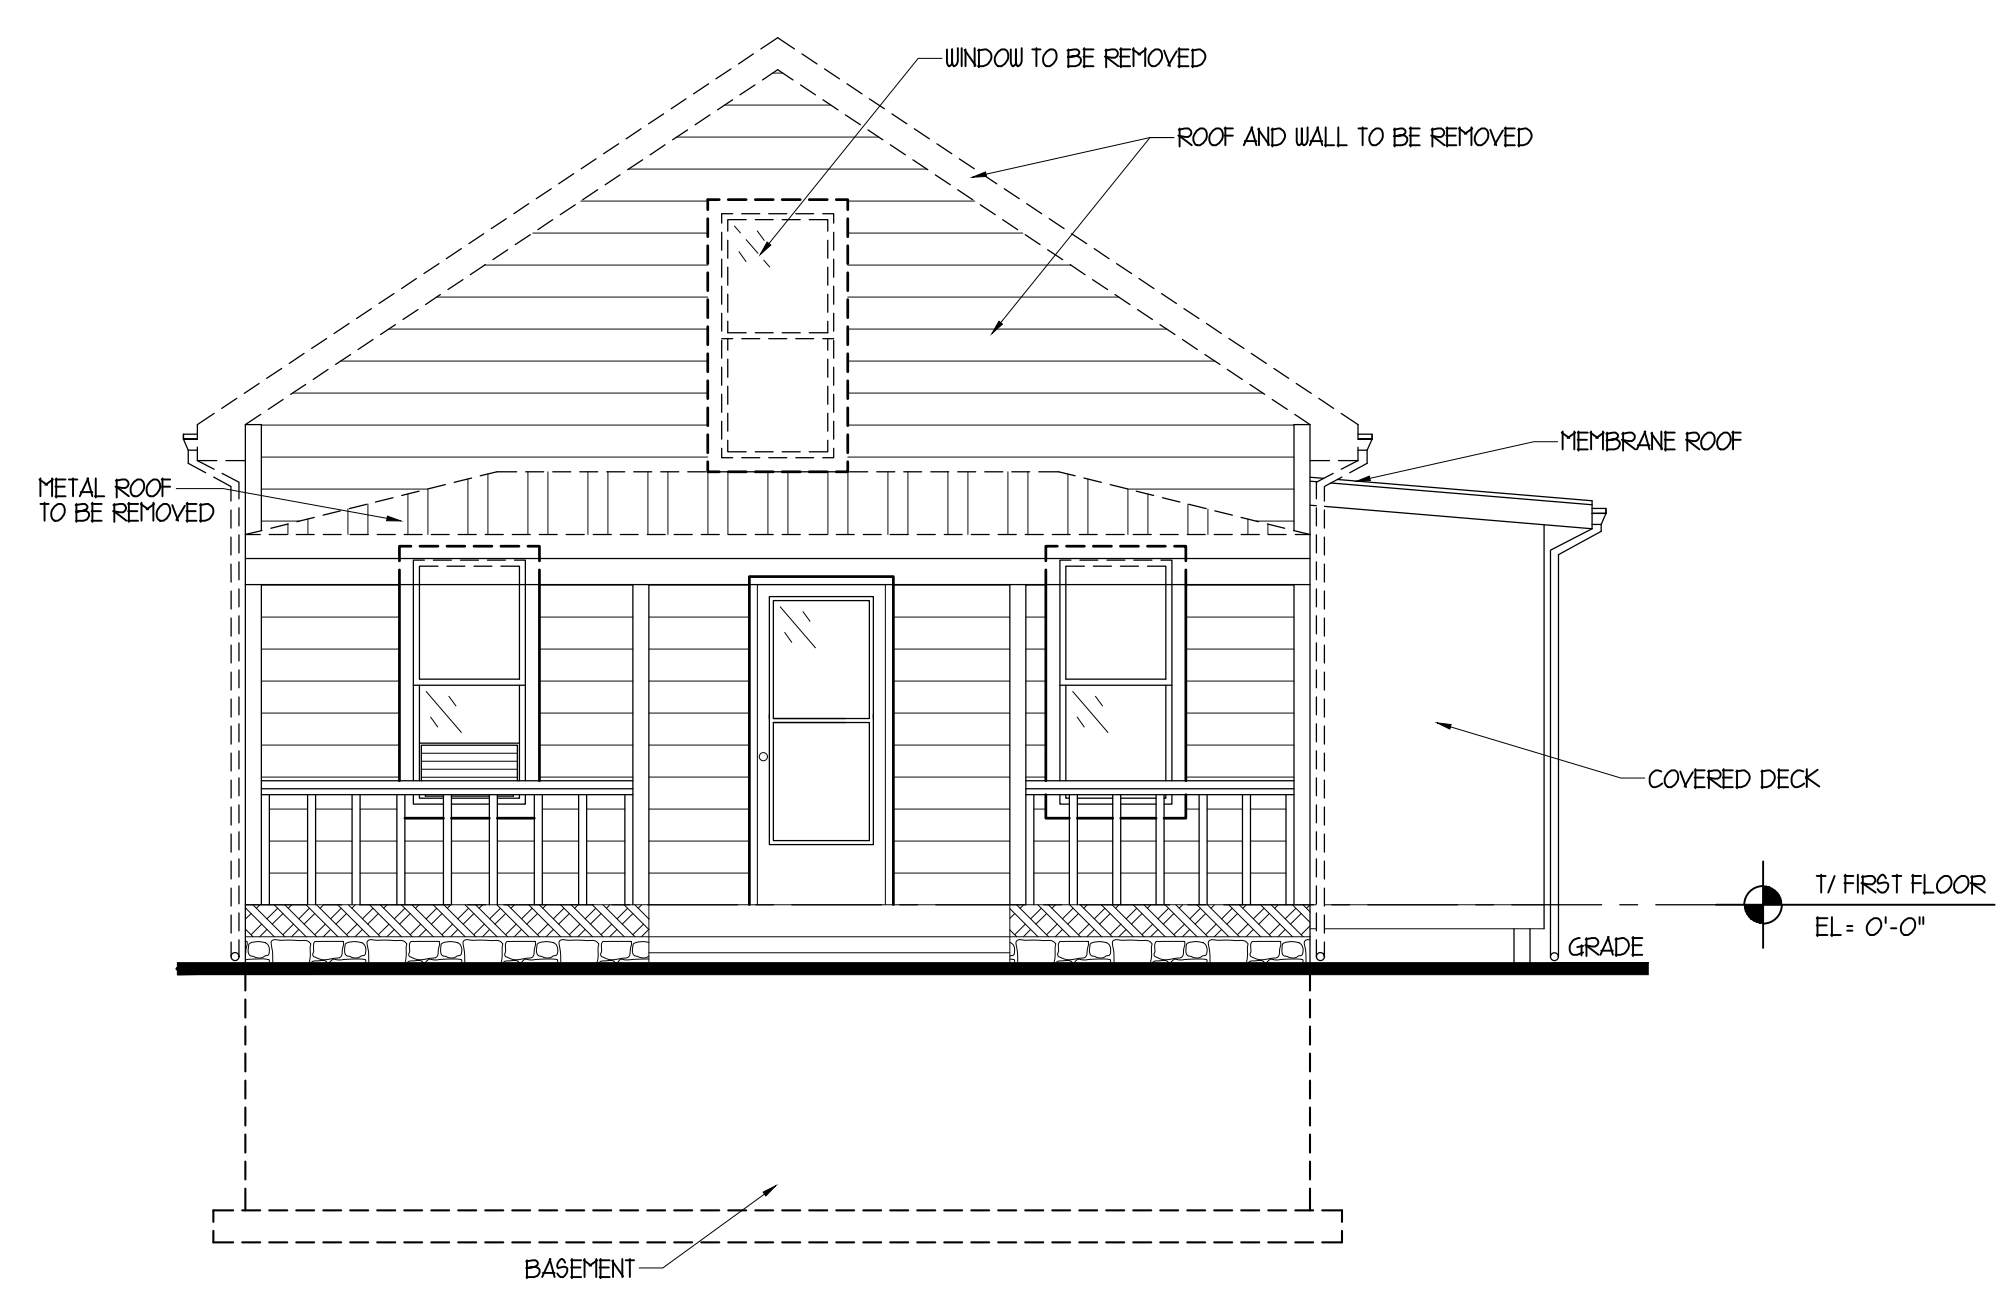 WINDOW TO BE REMOVED
ROOF AND WALL TO BE REMOVED
MEMBRANE ROOF
METAL ROOF
TO BE REMOVED
COVERED DECK
T/ FIRST FLOOR
EL= 0'-0"
GRADE
BASEMENT